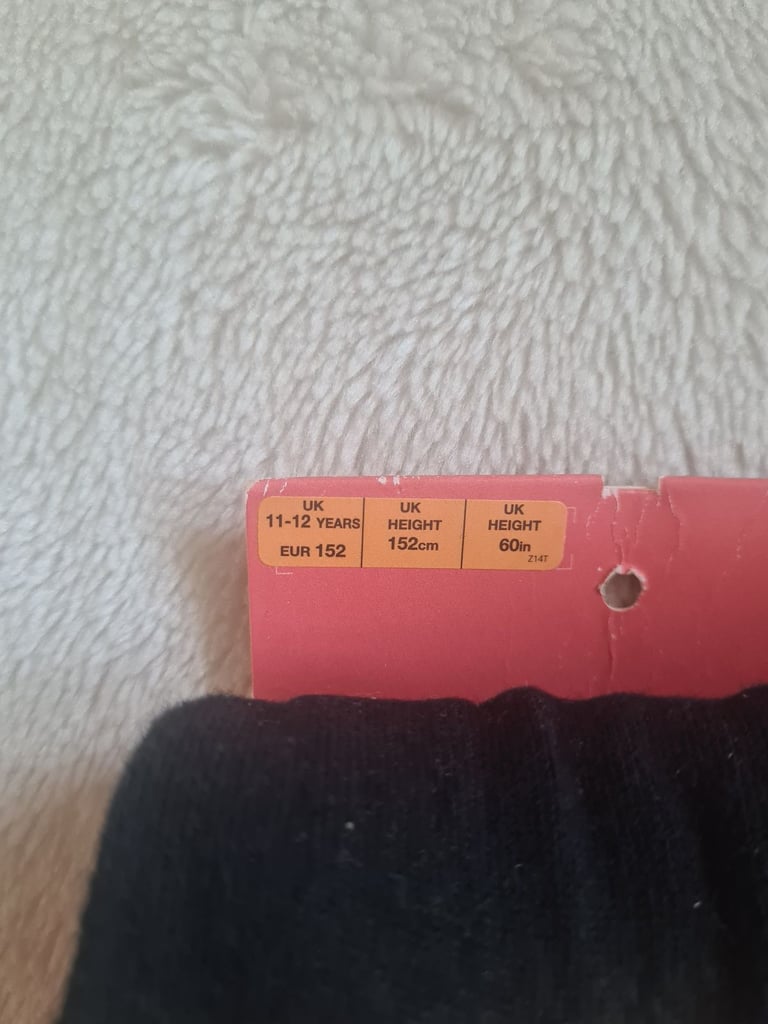 UK
11-12 YEARS
EUR 152
UK
HEIGHT
152cm
UK
HEIGHT
60in
Z14T